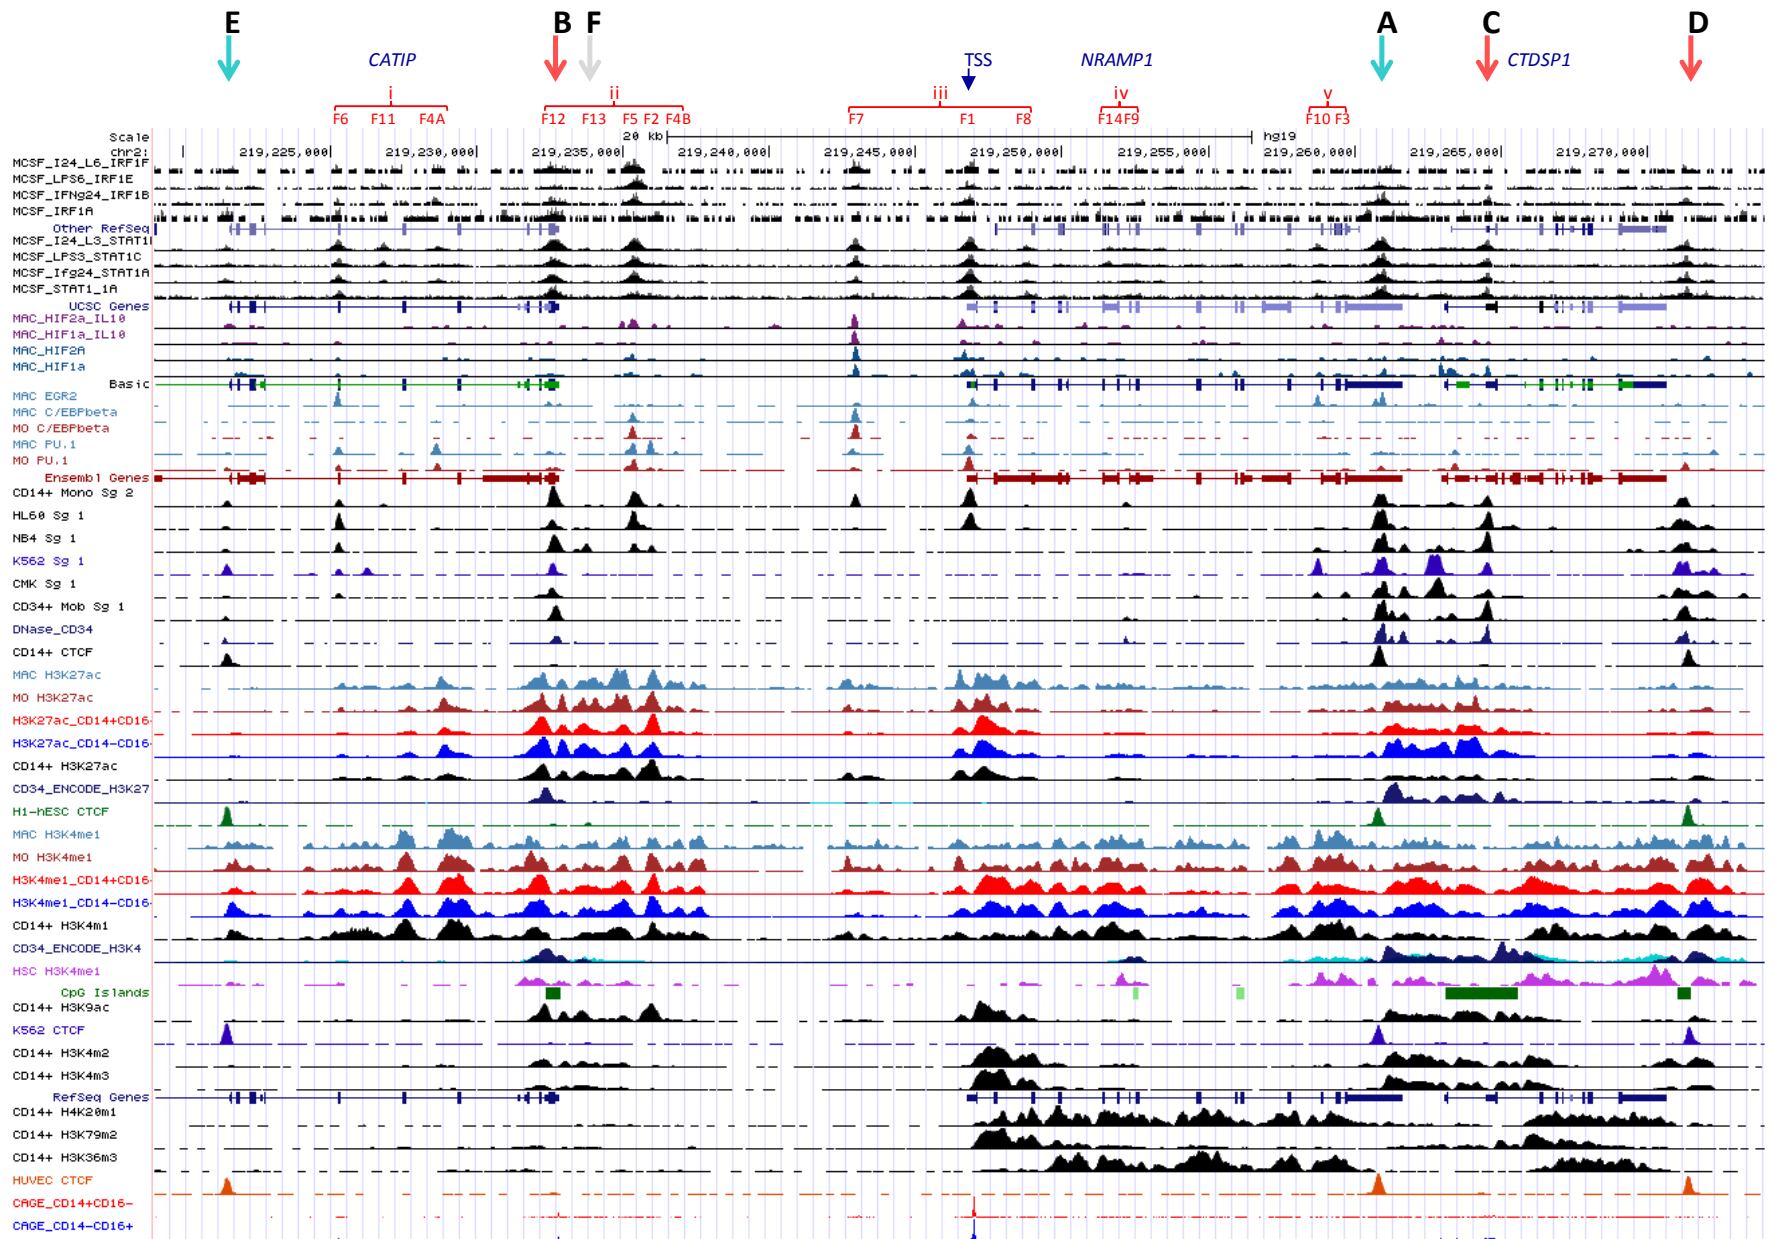 E B F A C D
CATIP TSS NRAMP1 CTDSP1
i ii iii iv v
F6 F11 F4A F12 F13 F5 F2 F4B F7 F1 F8 F14F9 F10 F3
Scale 20 kb hg19
chr2: 219,225,000 219,230,000 219,235,000 219,240,000 219,245,000 219,250,000 219,255,000 219,260,000 219,265,000 219,270,000
MCSF_I24_L6_IRF1F
MCSF_LPS6_IRF1E
MCSF_IFNg24_IRF1B
MCSF_IRF1A
Other RefSeq
MCSF_I24_L3_STAT1
MCSF_LPS3_STAT1C
MCSF_Ifg24_STAT1A
MCSF_STAT1_1A
UCSC Genes
MAC_HIF2a_IL10
MAC_HIF1a_IL10
MAC_HIF2A
MAC_HIF1a
Basic
MAC EGR2
MAC C/EBPbeta
MO C/EBPbeta
MAC PU.1
MO PU.1
Ensembl Genes
CD14+ Mono Sg 2
HL60 Sg 1
NB4 Sg 1
K562 Sg 1
CMK Sg 1
CD34+ Mob Sg 1
DNase_CD34
CD14+ CTCF
MAC H3K27ac
MO H3K27ac
H3K27ac_CD14+CD16-
H3K27ac_CD14-CD16
CD14+ H3K27ac
CD34_ENCODE_H3K27
H1-hESC CTCF
MAC H3K4me1
MO H3K4me1
H3K4me1_CD14+CD16-
H3K4me1_CD14-CD16
CD14+ H3K4m1
CD34_ENCODE_H3K4
HSC H3K4me1
CpG Islands
CD14+ H3K9ac
K562 CTCF
CD14+ H3K4m2
CD14+ H3K4m3
RefSeq Genes
CD14+ H4K20m1
CD14+ H3K79m2
CD14+ H3K36m3
HUVEC CTCF
CAGE_CD14+CD16-
CAGE_CD14-CD16+